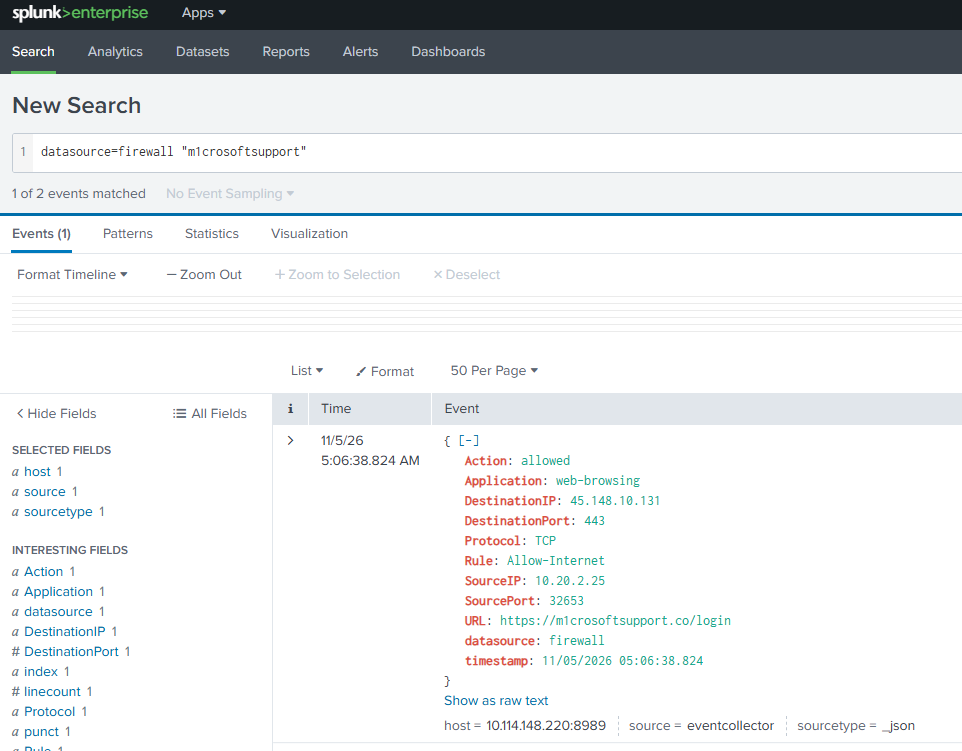 splunk>enterprise Apps ▾
Search Analytics Datasets Reports Alerts Dashboards
New Search
1 datasource=firewall "m1crosoftsupport"
1 of 2 events matched No Event Sampling ▾
Events (1) Patterns Statistics Visualization
Format Timeline ▾ — Zoom Out + Zoom to Selection × Deselect
List ▾ Format 50 Per Page ▾
< Hide Fields All Fields
SELECTED FIELDS
a host 1
a source 1
a sourcetype 1
INTERESTING FIELDS
a Action 1
a Application 1
a datasource 1
a DestinationIP 1
# DestinationPort 1
a index 1
# linecount 1
a Protocol 1
a punct 1
a Rule 1
i Time Event
> 11/5/26
5:06:38.824 AM
{ [-]
Action: allowed
Application: web-browsing
DestinationIP: 45.148.10.131
DestinationPort: 443
Protocol: TCP
Rule: Allow-Internet
SourceIP: 10.20.2.25
SourcePort: 32653
URL: https://m1crosoftsupport.co/login
datasource: firewall
timestamp: 11/05/2026 05:06:38.824
}
Show as raw text
host = 10.114.148.220:8989 source = eventcollector sourcetype = _json